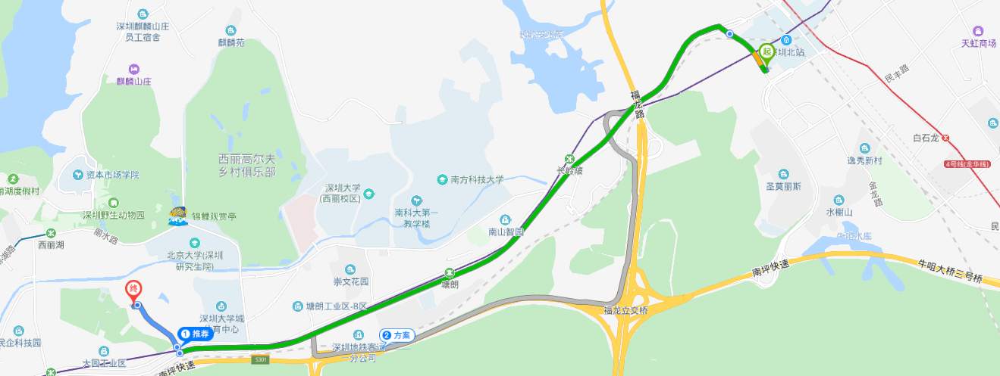 深圳麒麟山庄
员工宿舍
麒麟苑
长岭皮水库
起
深圳北站
天虹商场
麒麟山庄
民丰路
福龙路
白石龙
4号线(龙华线)
逸秀新村
西丽高尔夫
乡村俱乐部
长岭陂
资本市场学院
深圳大学
(西丽校区)
南方科技大学
圣莫丽斯
金龙路
丽湖度假村
深圳野生动物园
锦鲤观赏亭
南科大第一
教学楼
水榭山
南山智园
牛咀水库
民
西丽湖
丽水路
北京大学(深圳
研究生院)
南坪快速
牛咀大桥三号桥
崇文花园
塘朗
终
塘朗工业区-B区
福龙立交桥
深圳大学城
体育中心
1 推荐
2 方案
民企科技园
深圳地铁客运
一分公司
大园工业区
S301
南坪快速